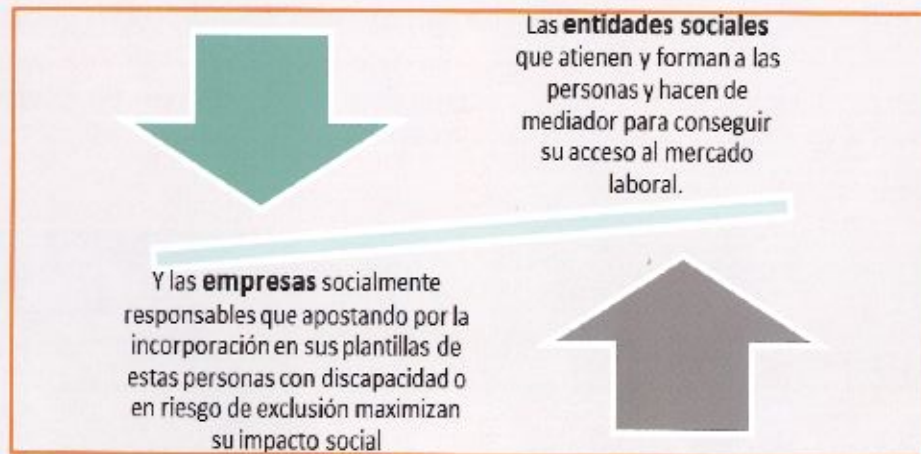 Las entidades sociales
que atienen y forman a las
personas y hacen de
mediador para conseguir
su acceso al mercado
laboral.
Y las empresas socialmente
responsables que apostando por la
incorporación en sus plantillas de
estas personas con discapacidad o
en riesgo de exclusión maximizan
su impacto social